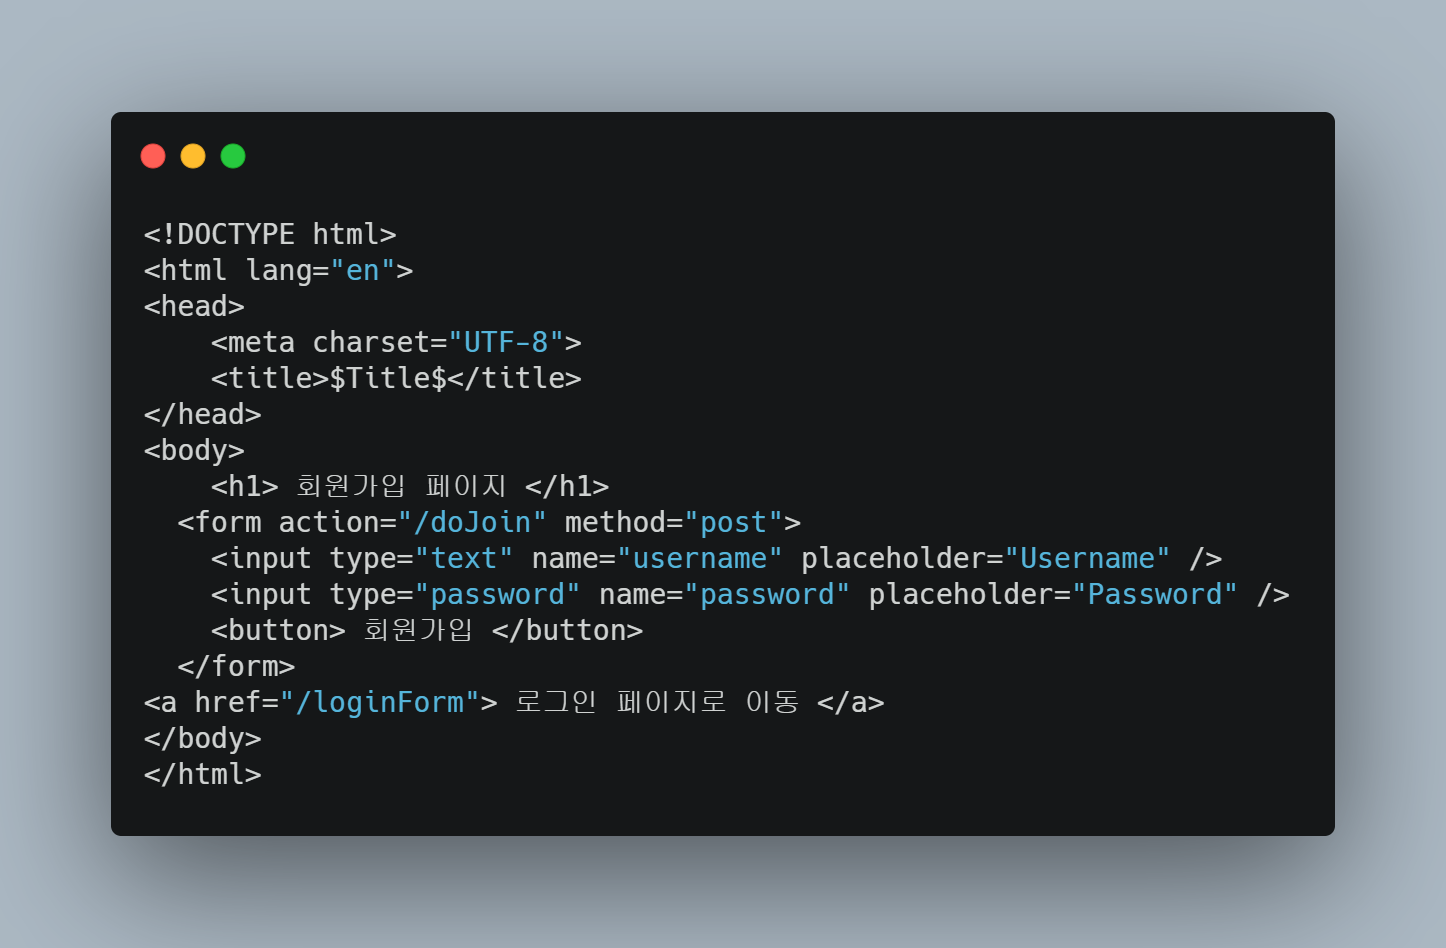 <!DOCTYPE html>
<html lang="en">
<head>
    <meta charset="UTF-8">
    <title>$Title$</title>
</head>
<body>
    <h1> 회원가입 페이지 </h1>
  <form action="/doJoin" method="post">
    <input type="text" name="username" placeholder="Username" />
    <input type="password" name="password" placeholder="Password" />
    <button> 회원가입 </button>
  </form>
<a href="/loginForm"> 로그인 페이지로 이동 </a>
</body>
</html>